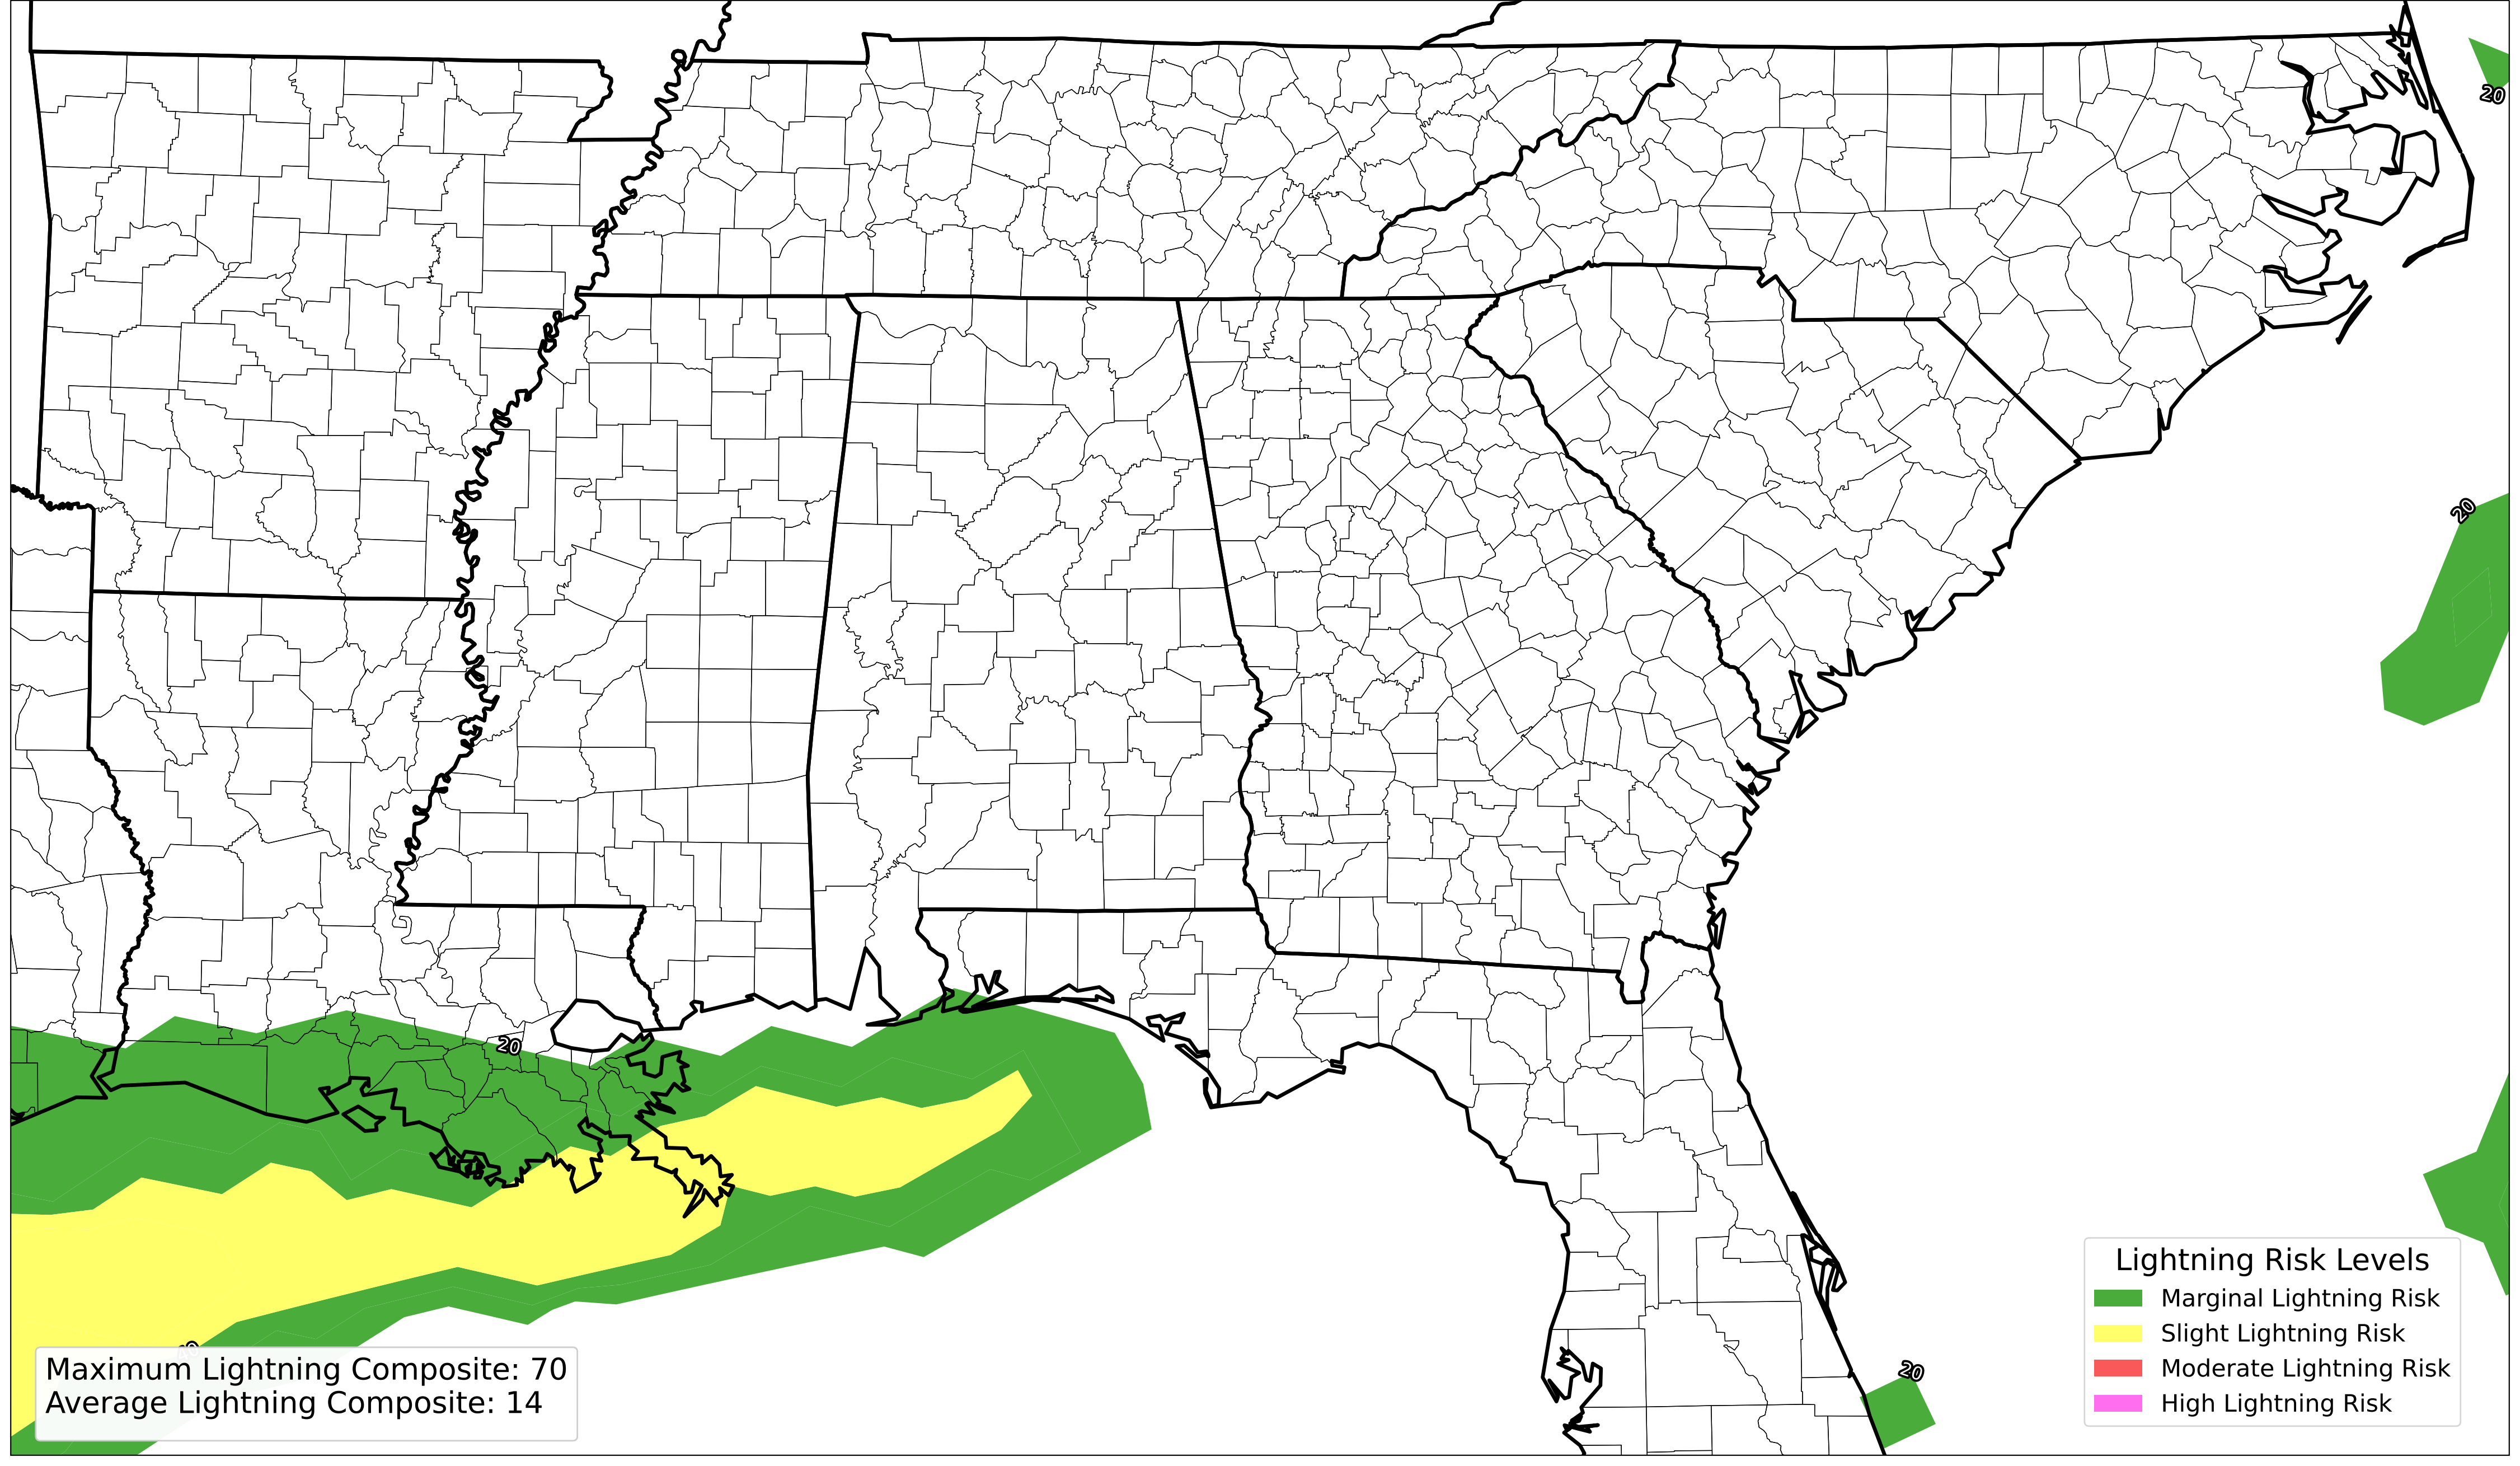 20
20
20
20
Lightning Risk Levels
Marginal Lightning Risk
Slight Lightning Risk
Moderate Lightning Risk
High Lightning Risk
Maximum Lightning Composite: 70
Average Lightning Composite: 14